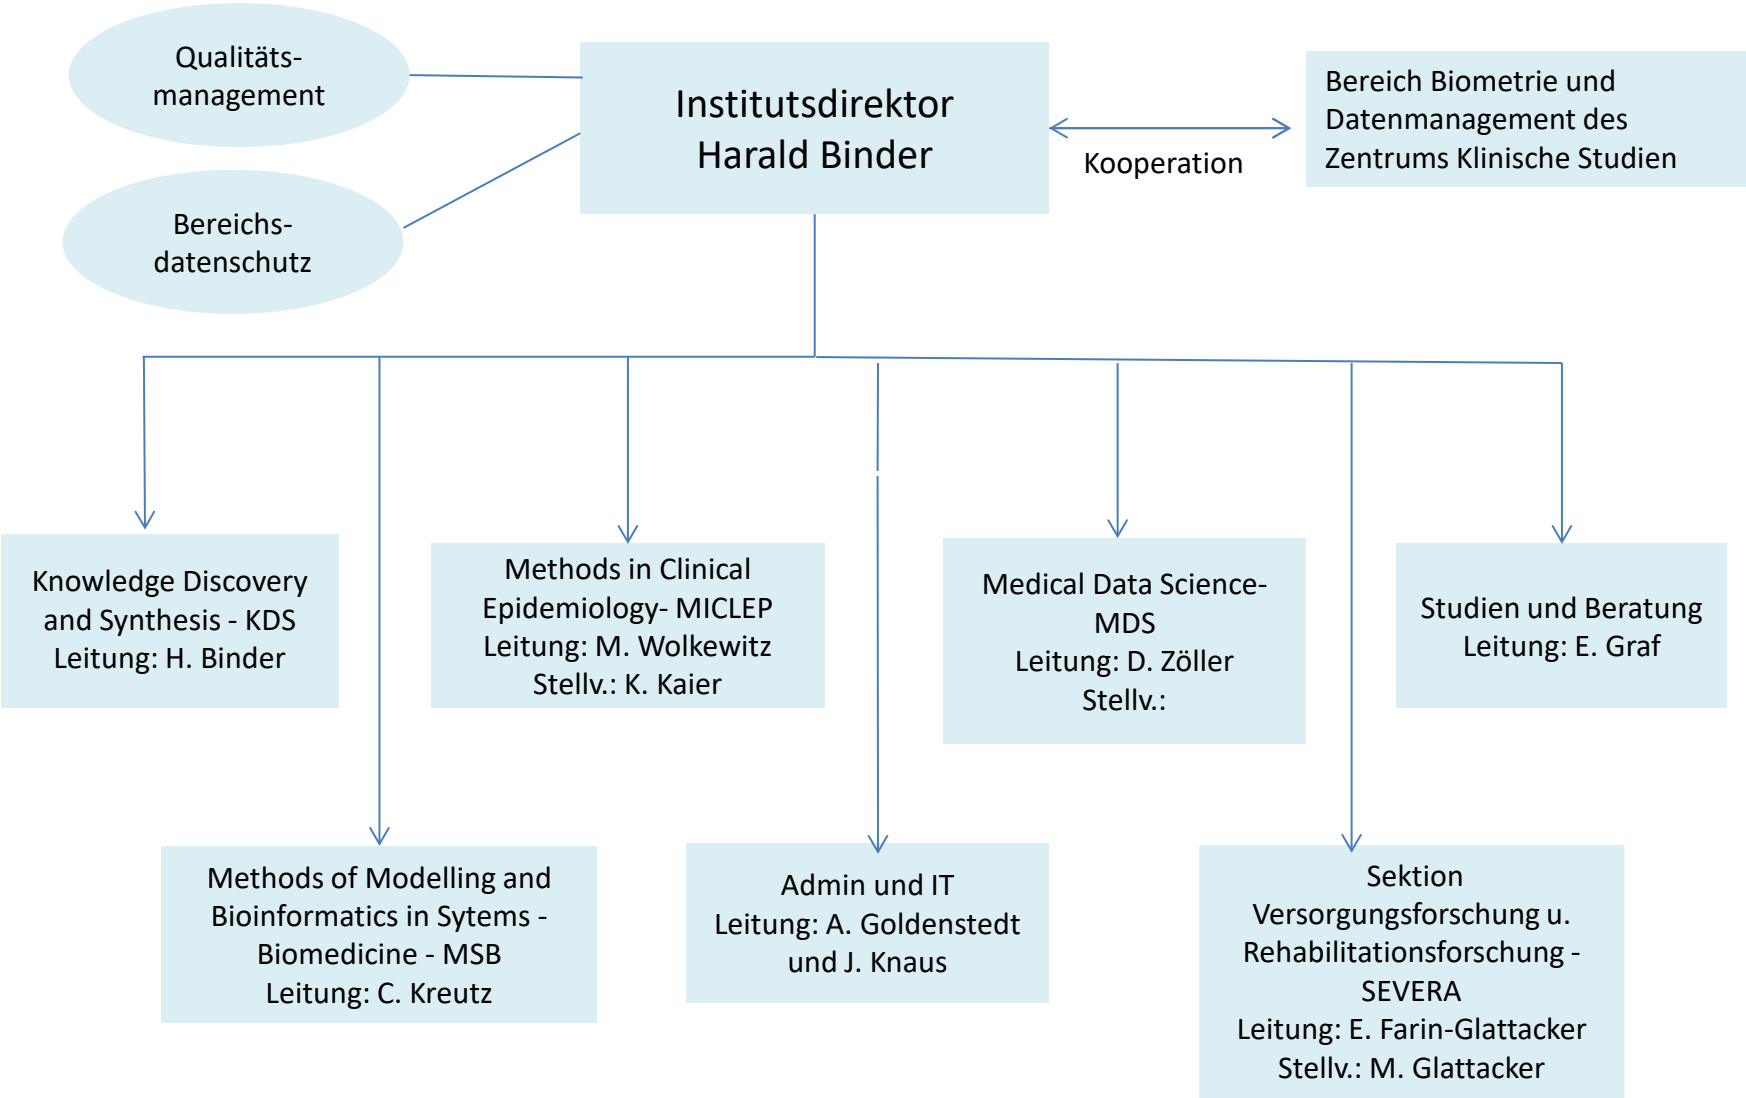 Qualitäts-
management
Institutsdirektor
Harald Binder
Bereich Biometrie und
Datenmanagement des
Zentrums Klinische Studien
Kooperation
Bereichs-
datenschutz
Knowledge Discovery
and Synthesis - KDS
Leitung: H. Binder
Methods in Clinical
Epidemiology- MICLEP
Leitung: M. Wolkewitz
Stellv.: K. Kaier
Medical Data Science-
MDS
Leitung: D. Zöller
Stellv.:
Studien und Beratung
Leitung: E. Graf
Methods of Modelling and
Bioinformatics in Sytems -
Biomedicine - MSB
Leitung: C. Kreutz
Admin und IT
Leitung: A. Goldenstedt
und J. Knaus
Sektion
Versorgungsforschung u.
Rehabilitationsforschung -
SEVERA
Leitung: E. Farin-Glattacker
Stellv.: M. Glattacker